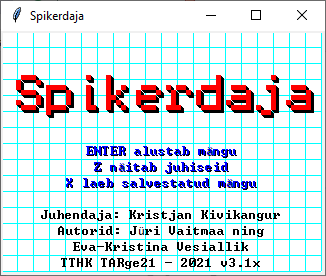 Spikerdaja
Spikerdaja
ENTER alustab mängu
Z näitab juhiseid
X laeb salvestatud mängu
Juhendaja: Kristjan Kivikangur
Autorid: Jüri Vaitmaa ning
Eva-Kristina Vesiallik
TTHK TARge21 - 2021 v3.1x